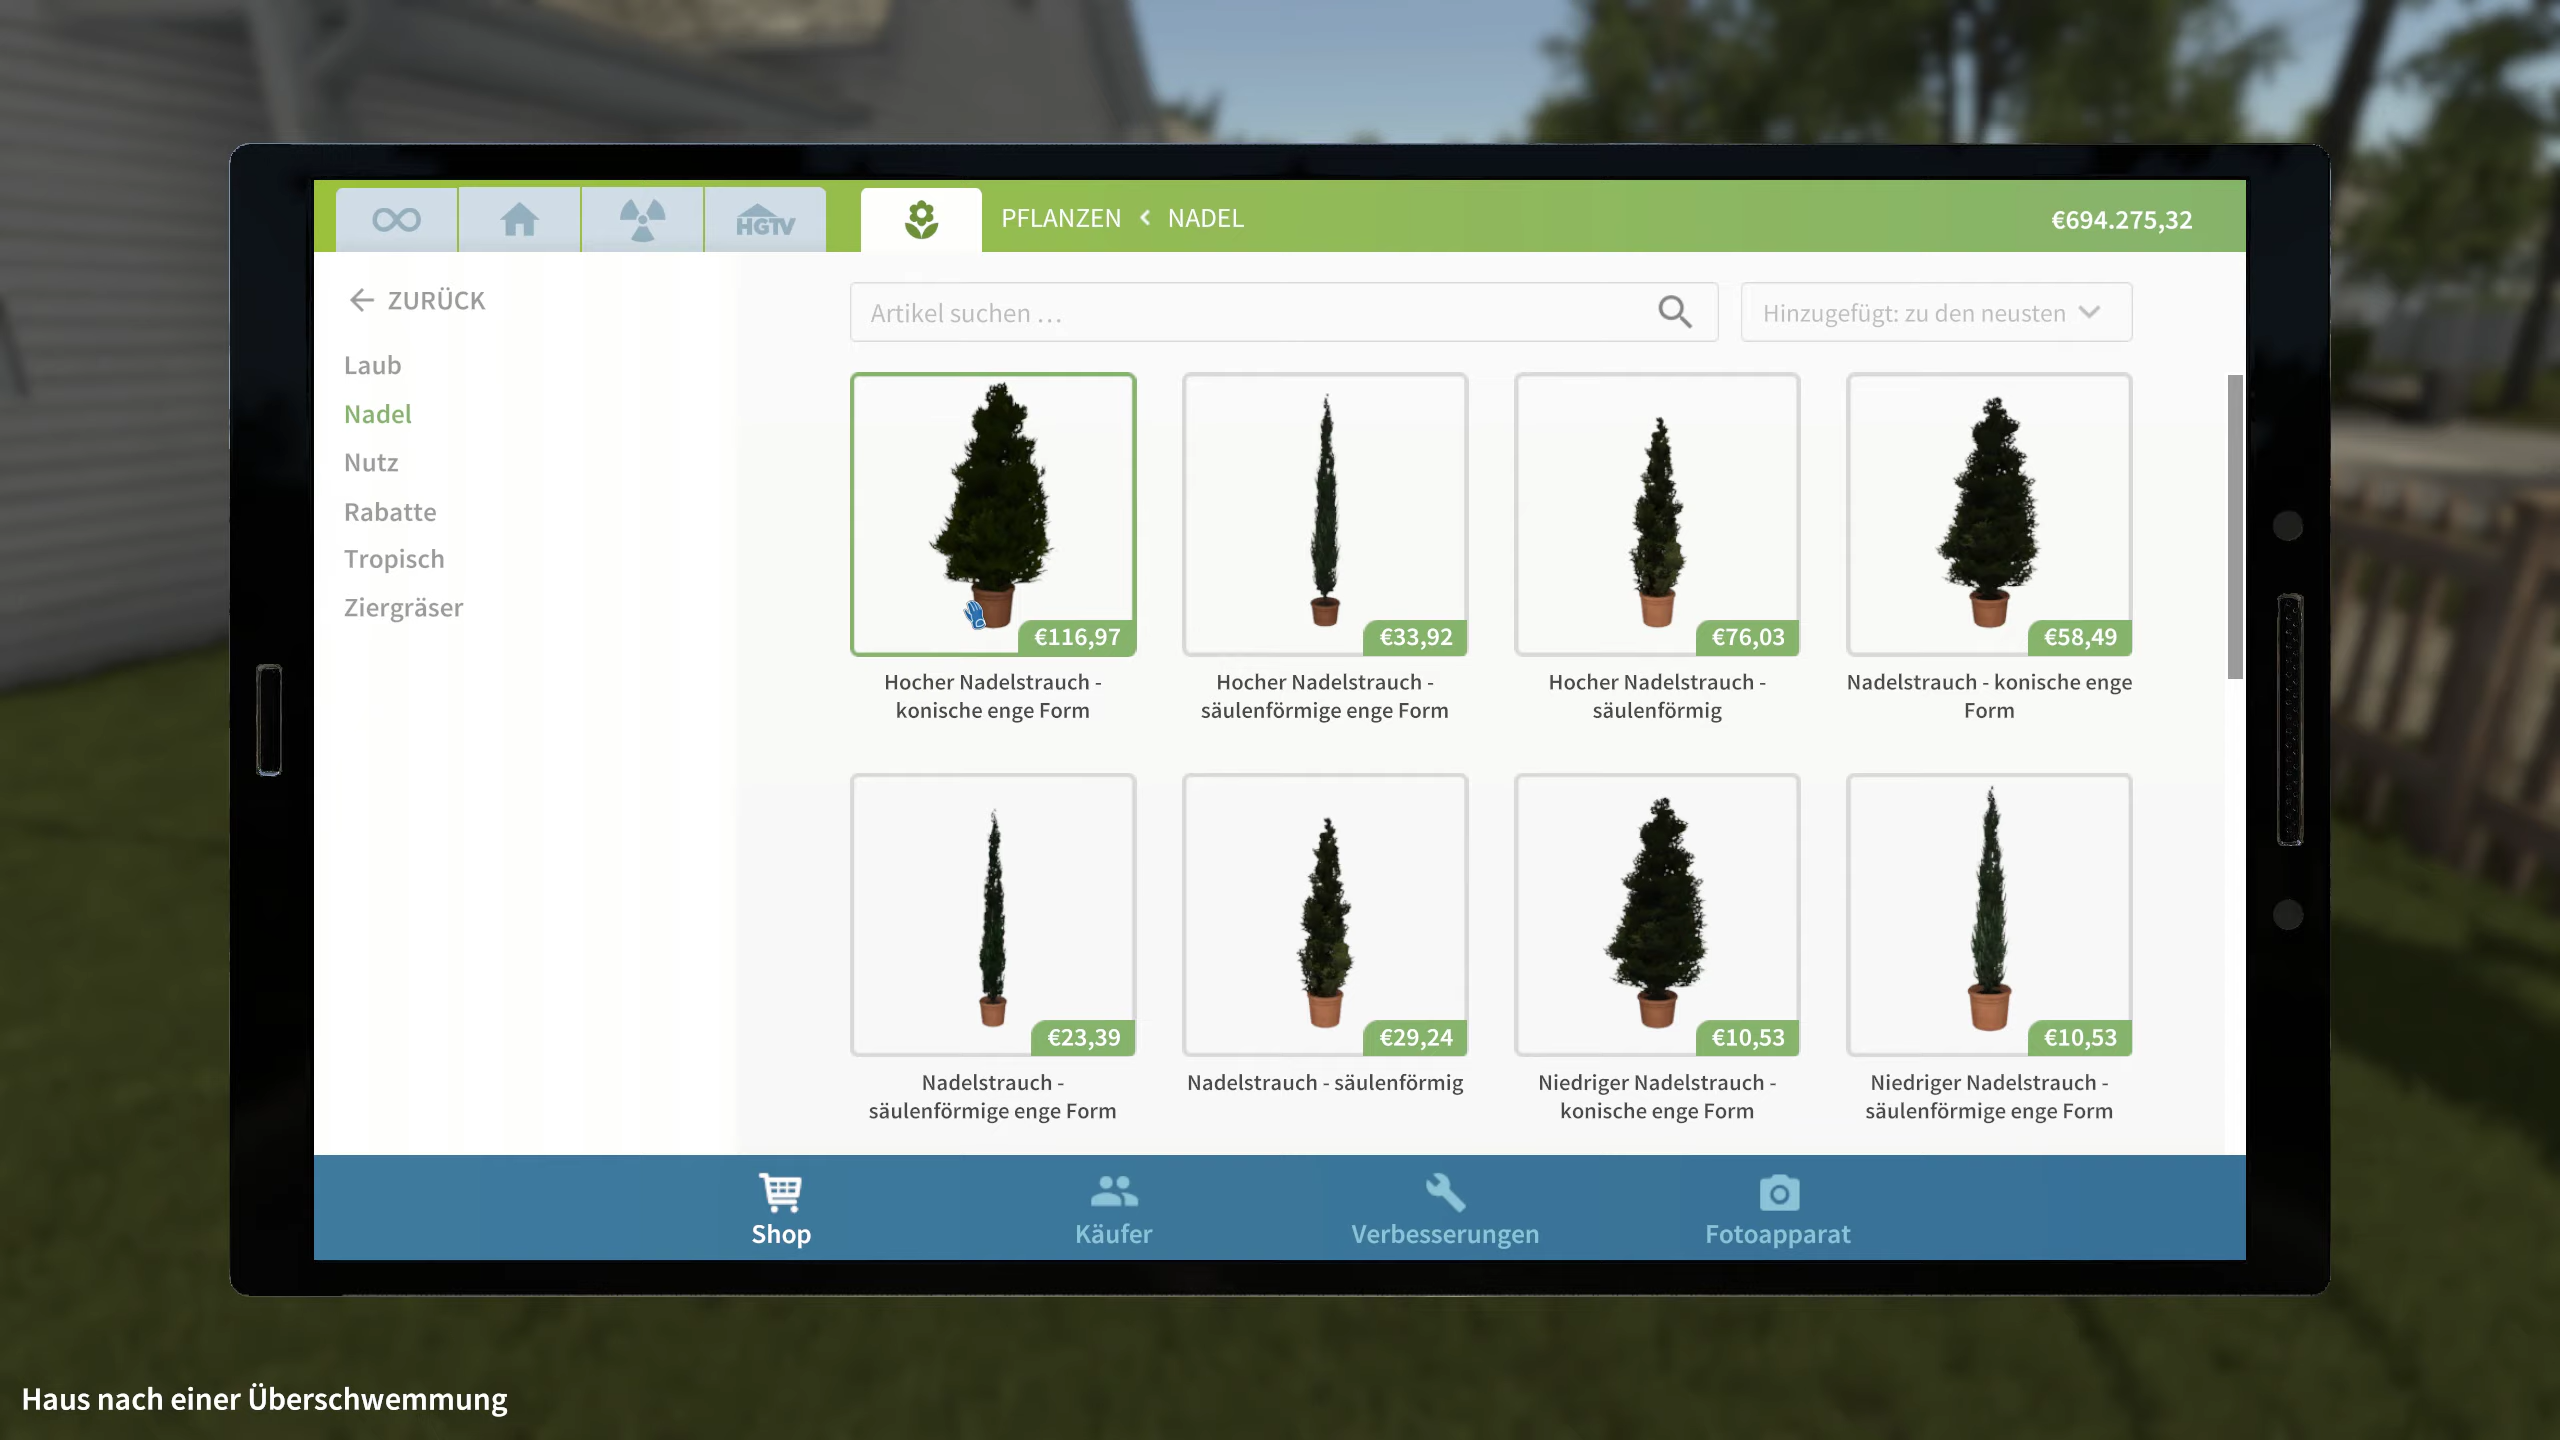 HGTV
PFLANZEN < NADEL
€694.275,32
ZURÜCK
Artikel suchen ...
Hinzugefügt: zu den neusten
Laub
Nadel
Nutz
Rabatte
Tropisch
Ziergräser
€116,97
€33,92
€76,03
€58,49
Hocher Nadelstrauch -
konische enge Form
Hocher Nadelstrauch -
säulenförmige enge Form
Hocher Nadelstrauch -
säulenförmig
Nadelstrauch - konische enge
Form
€23,39
€29,24
€10,53
€10,53
Nadelstrauch -
säulenförmige enge Form
Nadelstrauch - säulenförmig
Niedriger Nadelstrauch -
konische enge Form
Niedriger Nadelstrauch -
säulenförmige enge Form
Shop
Käufer
Verbesserungen
Fotoapparat
Haus nach einer Überschwemmung